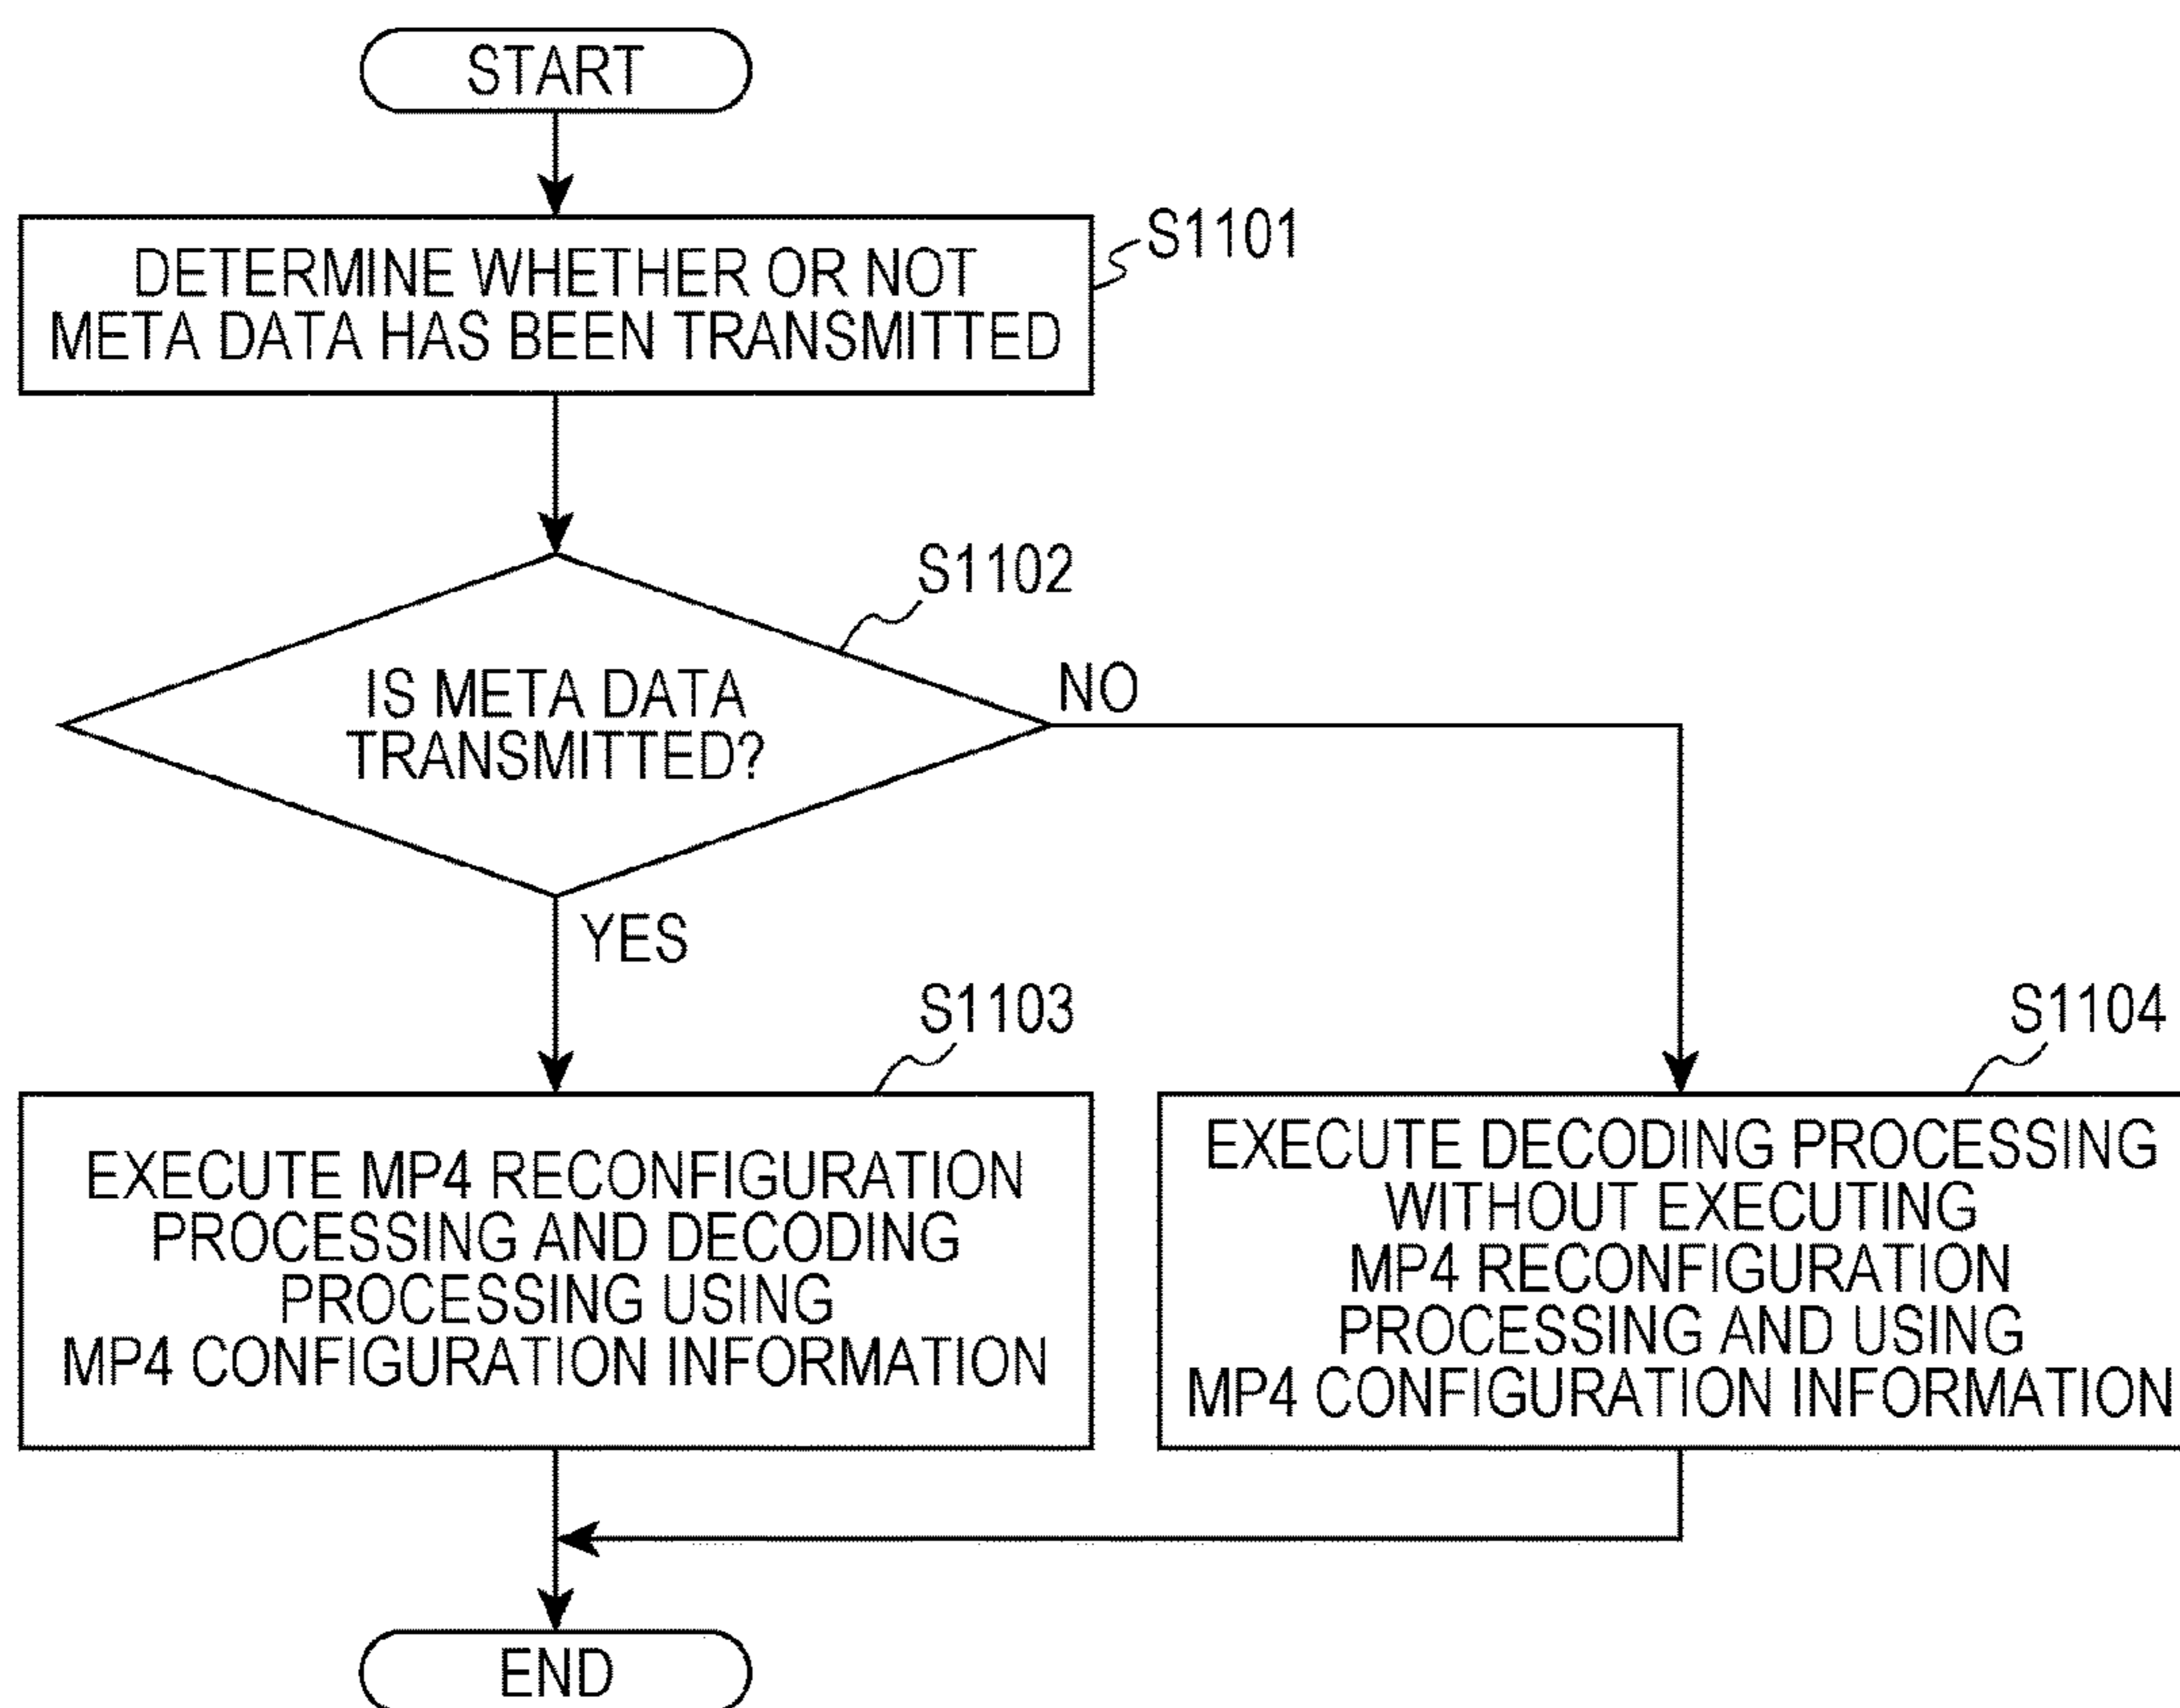 START
S1101
DETERMINE WHETHER OR NOT
META DATA HAS BEEN TRANSMITTED
S1102
IS META DATA
TRANSMITTED?
NO
YES
S1103
EXECUTE MP4 RECONFIGURATION
PROCESSING AND DECODING
PROCESSING USING
MP4 CONFIGURATION INFORMATION
S1104
EXECUTE DECODING PROCESSING
WITHOUT EXECUTING
MP4 RECONFIGURATION
PROCESSING AND USING
MP4 CONFIGURATION INFORMATION
END